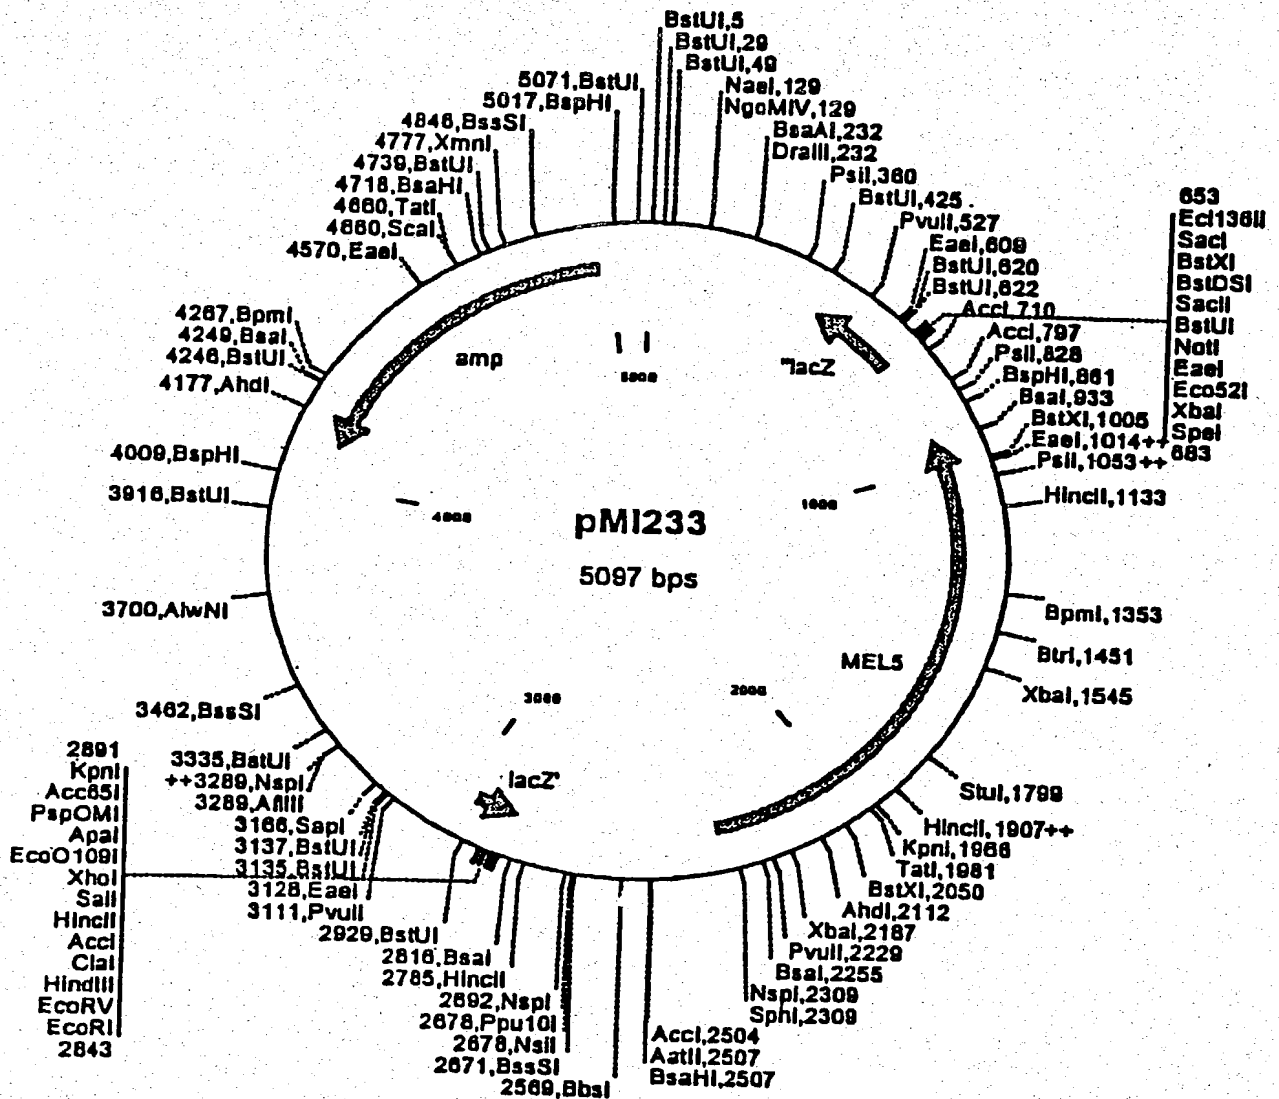 BstUI,5
BstUI,29
BstUI,49
NaeI,129
NgoMIV,129
BsaAI,232
DraIII,232
PsiI,360
BstUI,425
PvuII,527
EaeI,609
BstUI,620
BstUI,622
AccI,710
AccI,797
PsiI,828
BspHI,861
BsaI,933
BstXI,1005
EaeI,1014++
PsiI,1053++
HincII,1133
653
Ecl136II
SacI
BstXI
BstDSI
SacII
BstUI
NotI
EaeI
Eco52I
XbaI
SpeI
683
BpmI,1353
BtrI,1451
XbaI,1545
StuI,1799
HincII,1907++
KpnI,1966
TatI,1981
BstXI,2050
AhdI,2112
XbaI,2187
PvuII,2229
BsaI,2255
NspI,2309
SphI,2309
AccI,2504
AatII,2507
BsaHI,2507
2569,BbsI
2671,BssSI
2678,NsiI
2678,Ppu10I
2692,NspI
2785,HincII
2816,BsaI
2929,BstUI
3111,PvuII
3128,EaeI
3135,BstUI
3137,BstUI
3166,SapI
3289,AflIII
++3289,NspI
3335,BstUI
2891
KpnI
Acc65I
PspOMI
ApaI
EcoO109I
XhoI
SalI
HincII
AccI
ClaI
HindIII
EcoRV
EcoRI
2843
3462,BssSI
3700,AlwNI
3916,BstUI
4009,BspHI
4177,AhdI
4246,BstUI
4249,BsaI
4267,BpmI
4570,EaeI
4660,ScaI
4660,TatI
4718,BsaHI
4739,BstUI
4777,XmnI
4846,BssSI
5017,BspHI
5071,BstUI
amp
"lacZ
5000
1000
4000
pMI233
5097 bps
MEL5
2000
3000
lacZ'